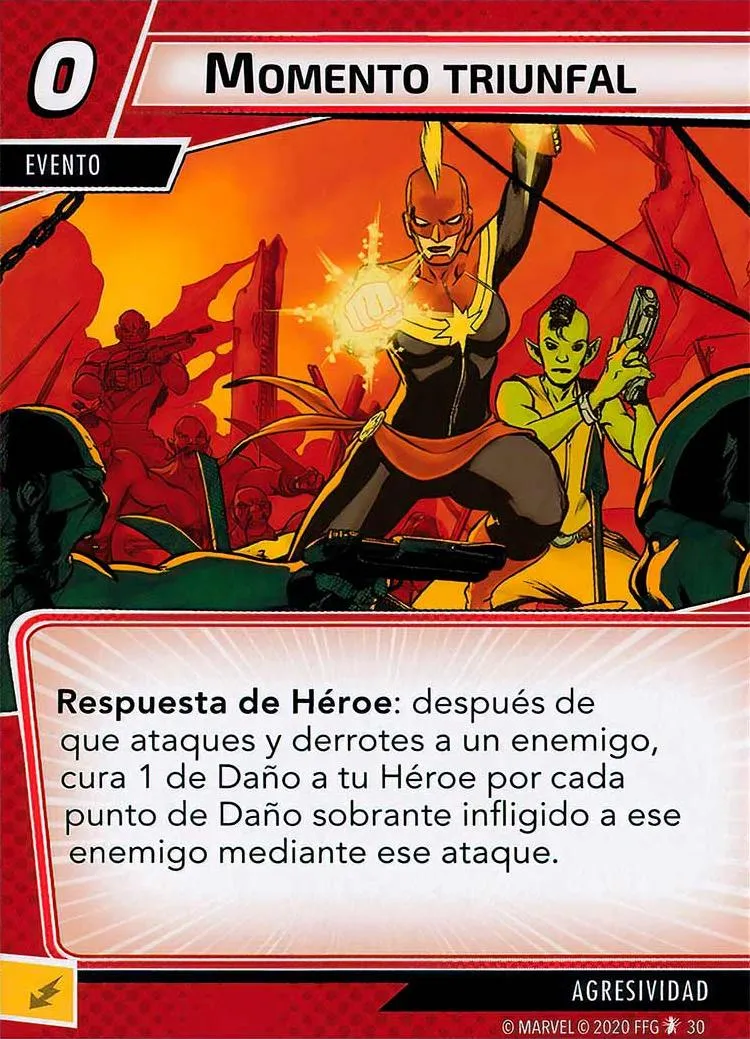 0
MOMENTO TRIUNFAL
EVENTO
Respuesta de Héroe: después de
que ataques y derrotes a un enemigo,
cura 1 de Daño a tu Héroe por cada
punto de Daño sobrante infligido a ese
enemigo mediante ese ataque.
AGRESIVIDAD
© MARVEL © 2020 FFG 30